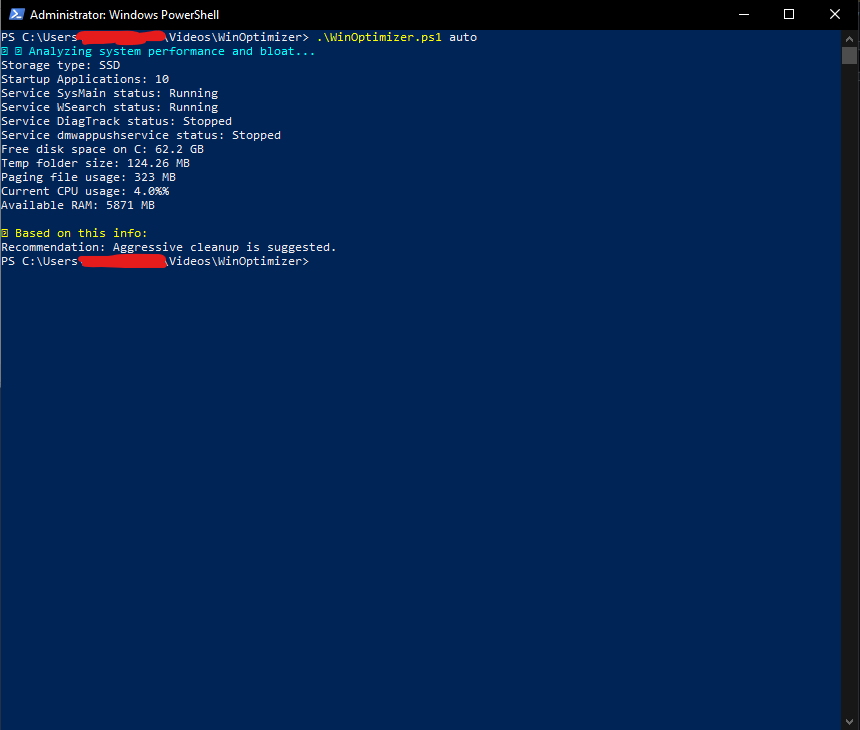 Administrator: Windows PowerShell
PS C:\Users \Videos\WinOptimizer> .\WinOptimizer.ps1 auto
Analyzing system performance and bloat...
Storage type: SSD
Startup Applications: 10
Service SysMain status: Running
Service WSearch status: Running
Service DiagTrack status: Stopped
Service dmwappushservice status: Stopped
Free disk space on C: 62.2 GB
Temp folder size: 124.26 MB
Paging file usage: 323 MB
Current CPU usage: 4.0%%
Available RAM: 5871 MB
Based on this info:
Recommendation: Aggressive cleanup is suggested.
PS C:\Users \Videos\WinOptimizer>